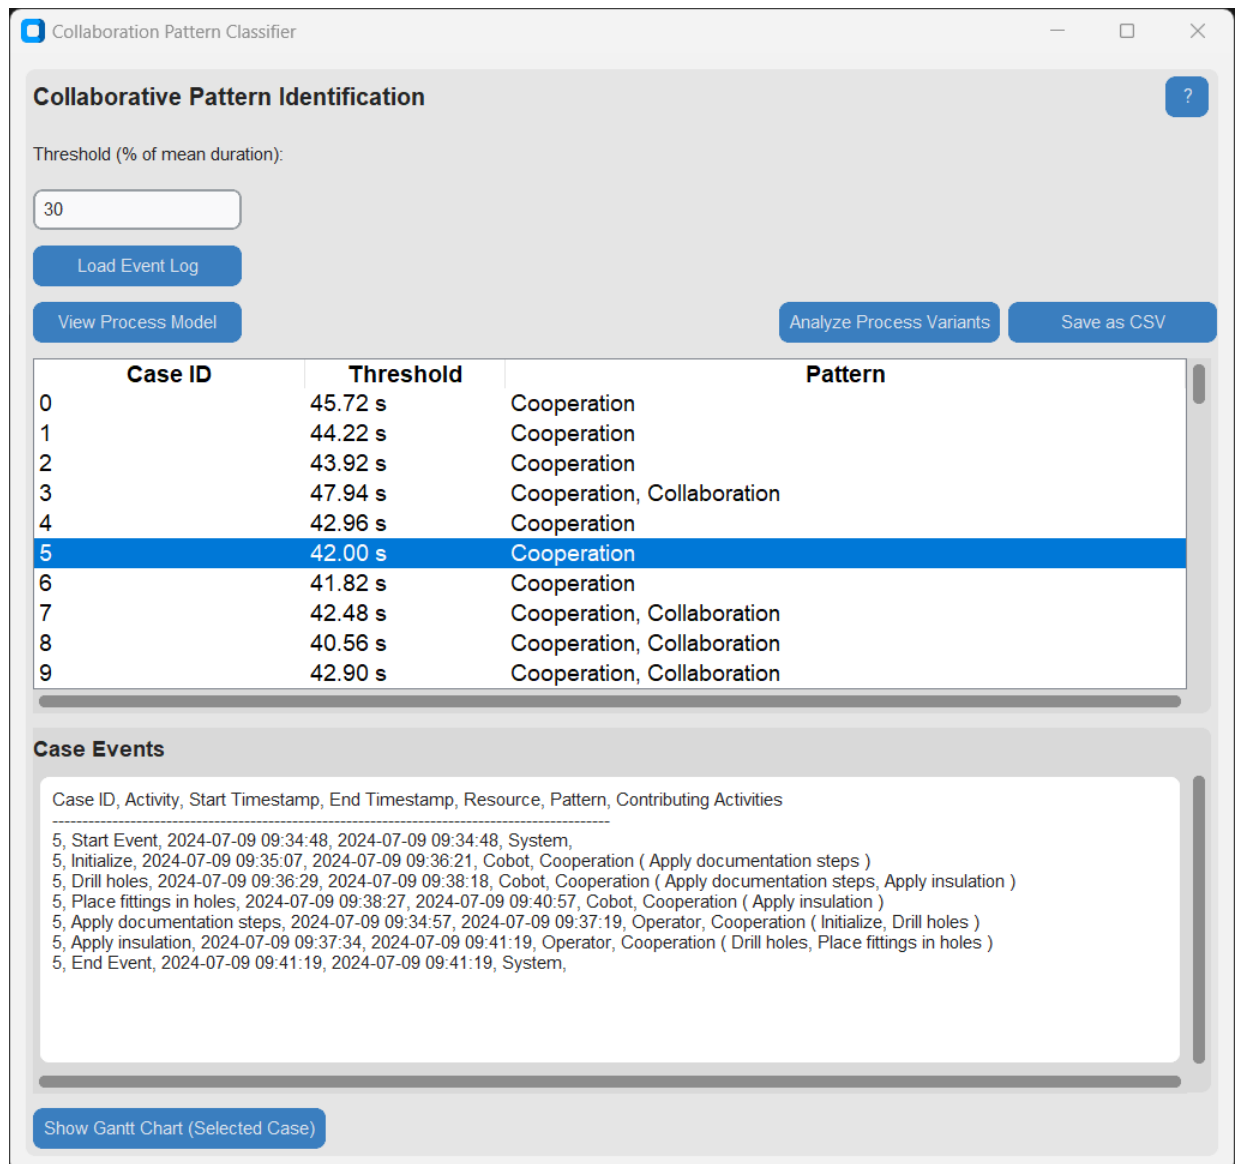 Collaboration Pattern Classifier
Collaborative Pattern Identification
?
Threshold (% of mean duration):
30
Load Event Log
View Process Model
Analyze Process Variants
Save as CSV
Case ID Threshold Pattern
0 45.72 s Cooperation
1 44.22 s Cooperation
2 43.92 s Cooperation
3 47.94 s Cooperation, Collaboration
4 42.96 s Cooperation
5 42.00 s Cooperation
6 41.82 s Cooperation
7 42.48 s Cooperation, Collaboration
8 40.56 s Cooperation, Collaboration
9 42.90 s Cooperation, Collaboration
Case Events
Case ID, Activity, Start Timestamp, End Timestamp, Resource, Pattern, Contributing Activities
---------------------------------------------------------------------------------------------
5, Start Event, 2024-07-09 09:34:48, 2024-07-09 09:34:48, System,
5, Initialize, 2024-07-09 09:35:07, 2024-07-09 09:36:21, Cobot, Cooperation ( Apply documentation steps )
5, Drill holes, 2024-07-09 09:36:29, 2024-07-09 09:38:18, Cobot, Cooperation ( Apply documentation steps, Apply insulation )
5, Place fittings in holes, 2024-07-09 09:38:27, 2024-07-09 09:40:57, Cobot, Cooperation ( Apply insulation )
5, Apply documentation steps, 2024-07-09 09:34:57, 2024-07-09 09:37:19, Operator, Cooperation ( Initialize, Drill holes )
5, Apply insulation, 2024-07-09 09:37:34, 2024-07-09 09:41:19, Operator, Cooperation ( Drill holes, Place fittings in holes )
5, End Event, 2024-07-09 09:41:19, 2024-07-09 09:41:19, System,
Show Gantt Chart (Selected Case)